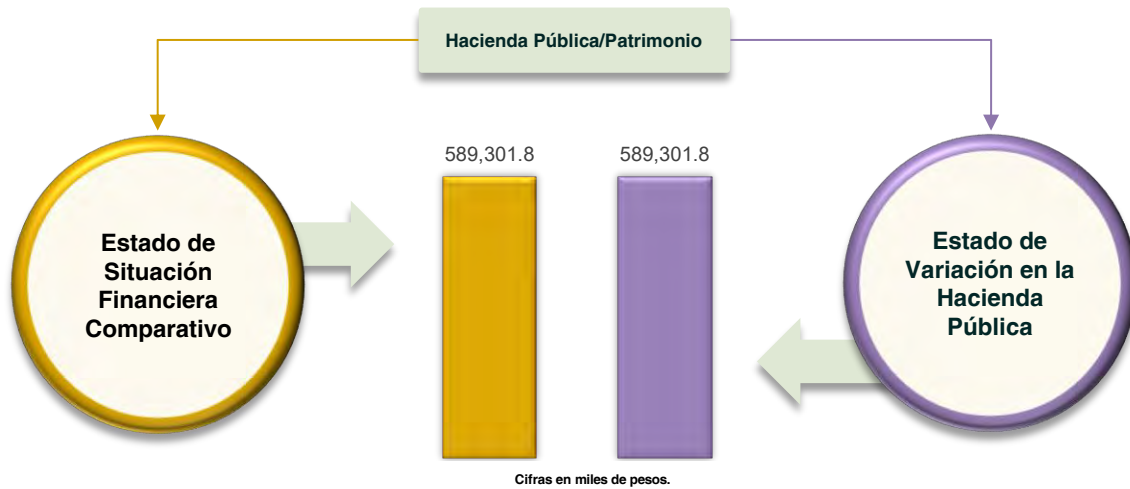 Hacienda Pública/Patrimonio
589,301.8
589,301.8
Estado de
Situación
Financiera
Comparativo
Estado de
Variación en la
Hacienda
Pública
Cifras en miles de pesos.